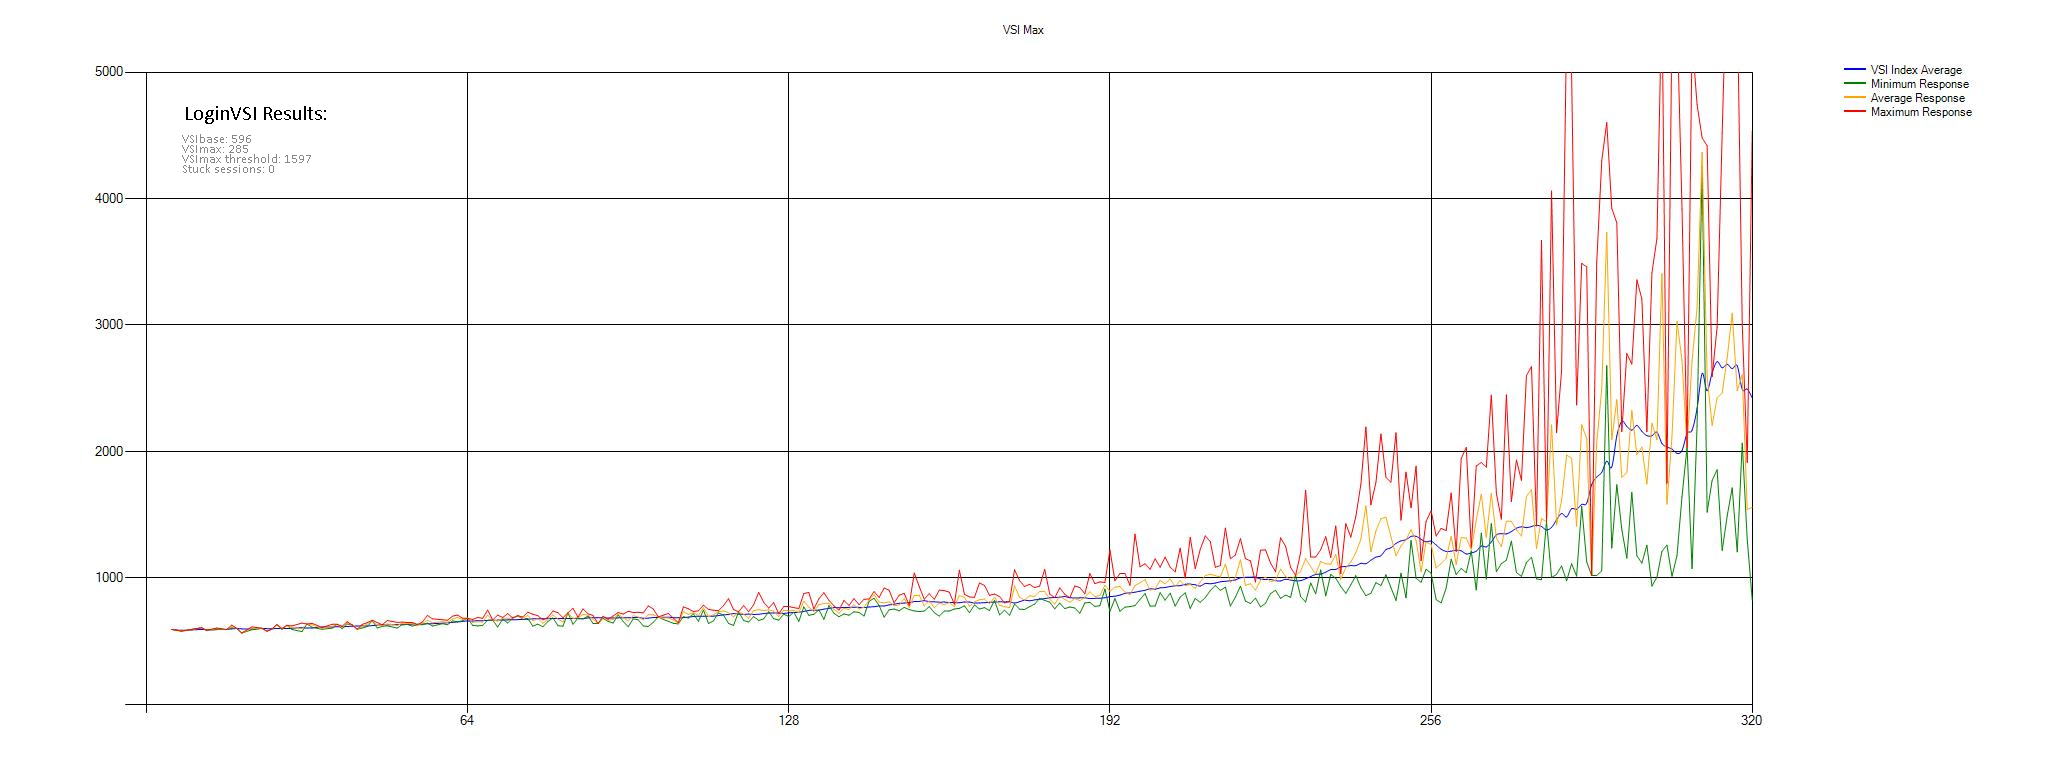 VSI Max
5000
4000
3000
2000
1000
64
128
192
256
320
LoginVSI Results:
VSIbase: 596
VSImax: 285
VSImax threshold: 1597
Stuck sessions: 0
VSI Index Average
Minimum Response
Average Response
Maximum Response